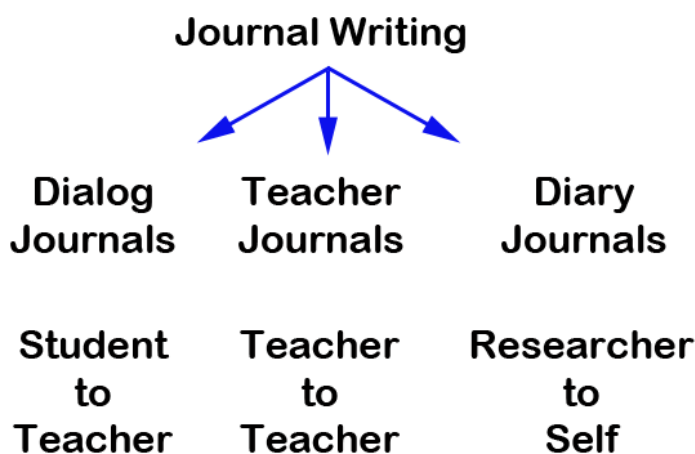 Journal Writing
Dialog
Journals
Teacher
Journals
Diary
Journals
Student
to
Teacher
Teacher
to
Teacher
Researcher
to
Self